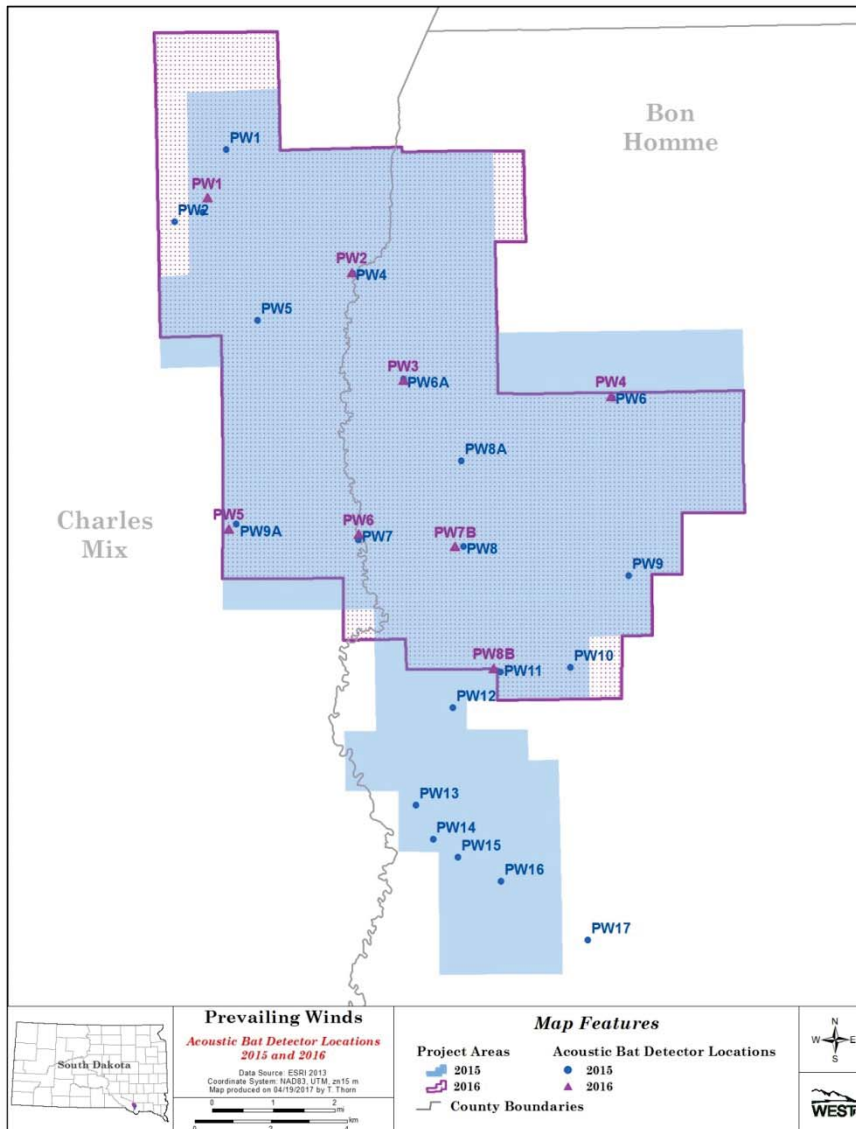 Bon
Homme
PW1
PW1
PW2
PW2
PW4
PW5
PW3
PW6A
PW4
PW6
PW8A
Charles
Mix
PW5
PW9A
PW6
PW7
PW7B
PW8
PW9
PW8B
PW11
PW10
PW12
PW13
PW14
PW15
PW16
PW17
South Dakota
Prevailing Winds
Acoustic Bat Detector Locations
2015 and 2016
Data Source: ESRI 2013
Coordinate System: NAD83, UTM, zn15 m
Map produced on 04/19/2017 by T. Thorn
0 1 2
mi
0 2 4
km
Map Features
Project Areas
2015
2016
County Boundaries
Acoustic Bat Detector Locations
2015
2016
N
W E
S
WEST